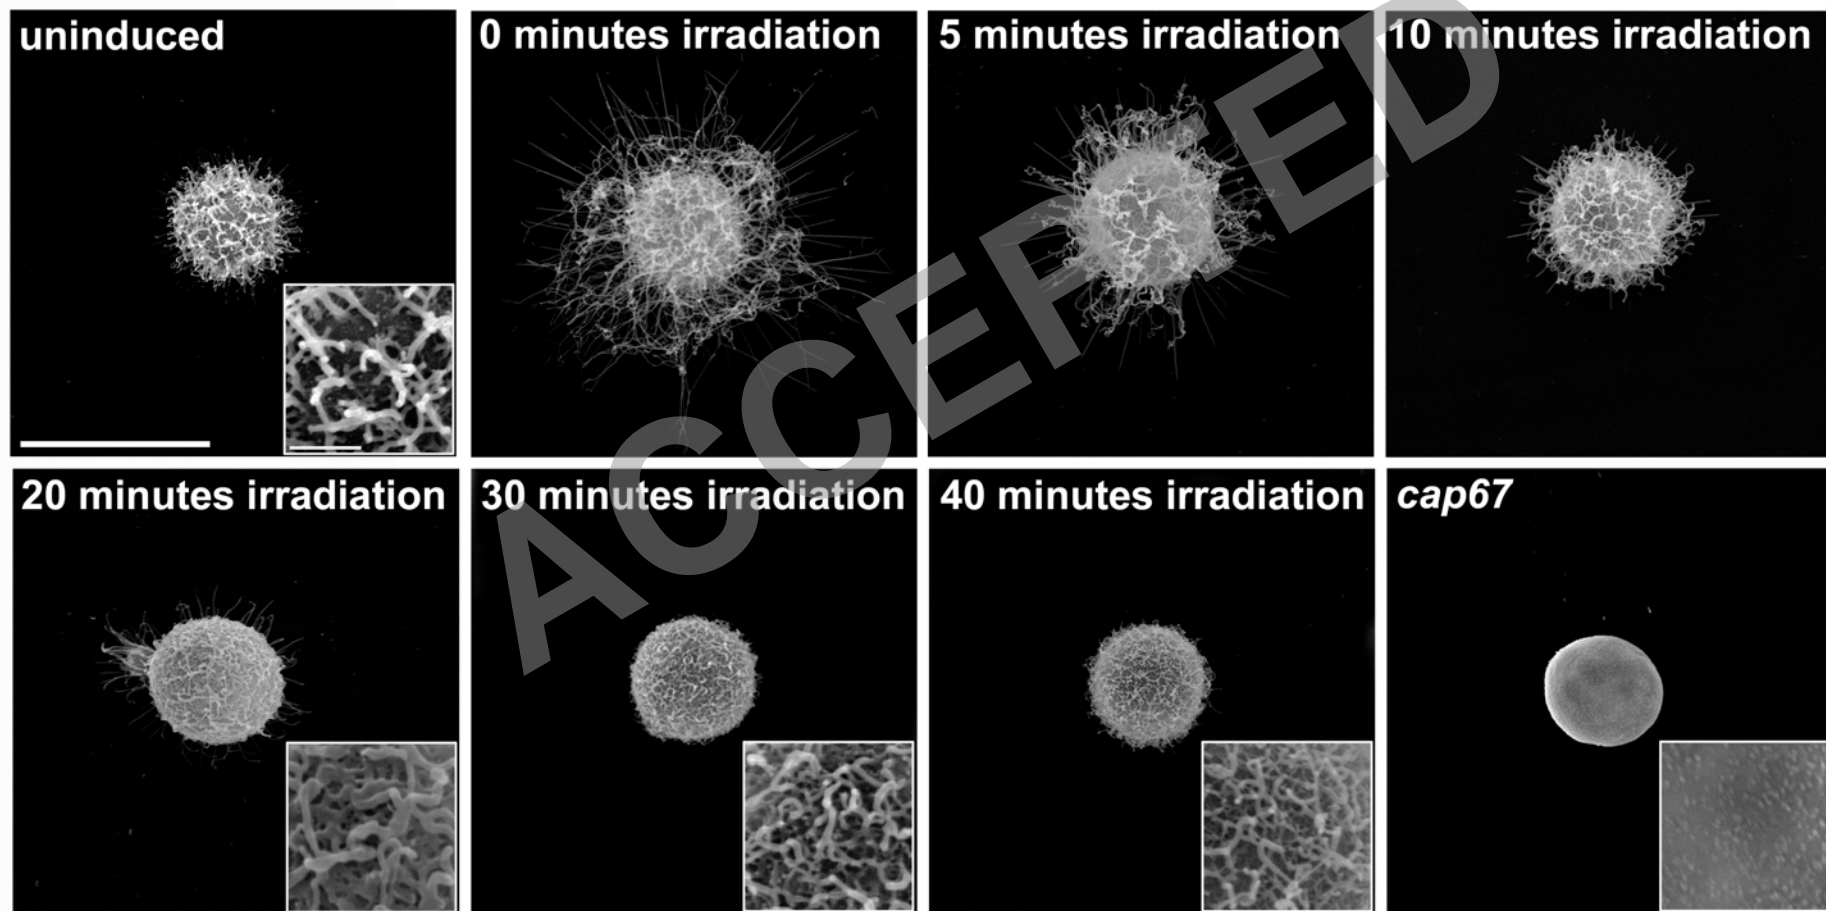 uninduced
0 minutes irradiation
5 minutes irradiation
10 minutes irradiation
20 minutes irradiation
30 minutes irradiation
40 minutes irradiation
cap67
ACCEPTED